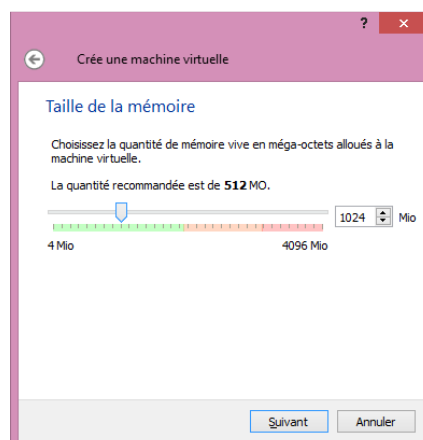 ?
Crée une machine virtuelle
Taille de la mémoire
Choisissez la quantité de mémoire vive en méga-octets alloués à la
machine virtuelle.
La quantité recommandée est de 512 MO.
1024 Mio
4 Mio 4096 Mio
Suivant Annuler